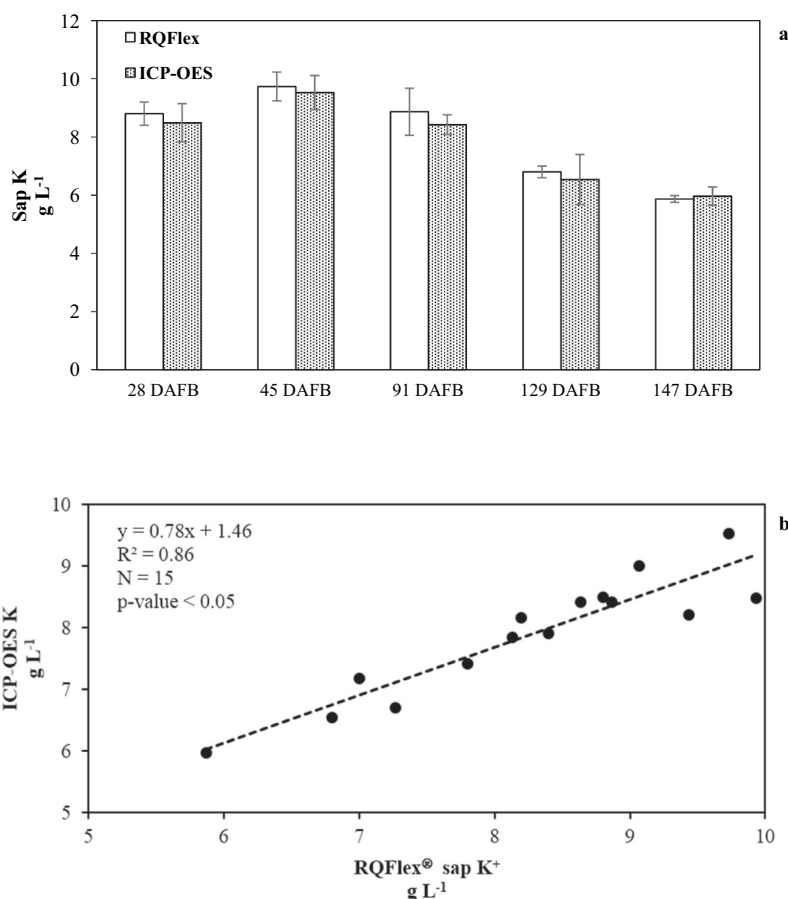 a
12
10
8
6
4
2
0
Sap K
g L⁻¹
RQFlex
ICP-OES
28 DAFB 45 DAFB 91 DAFB 129 DAFB 147 DAFB
b
10
9
8
7
6
5
ICP-OES K
g L⁻¹
y = 0.78x + 1.46
R² = 0.86
N = 15
p-value < 0.05
5 6 7 8 9 10
RQFlex® sap K⁺
g L⁻¹